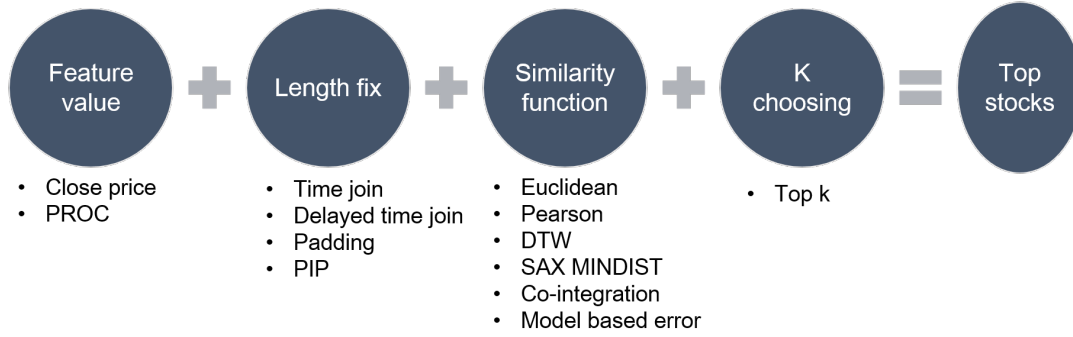 Feature
value
Length fix
Similarity
function
K
choosing
Top
stocks
• Close price
• PROC
• Time join
• Delayed time join
• Padding
• PIP
• Euclidean
• Pearson
• DTW
• SAX MINDIST
• Co-integration
• Model based error
• Top k